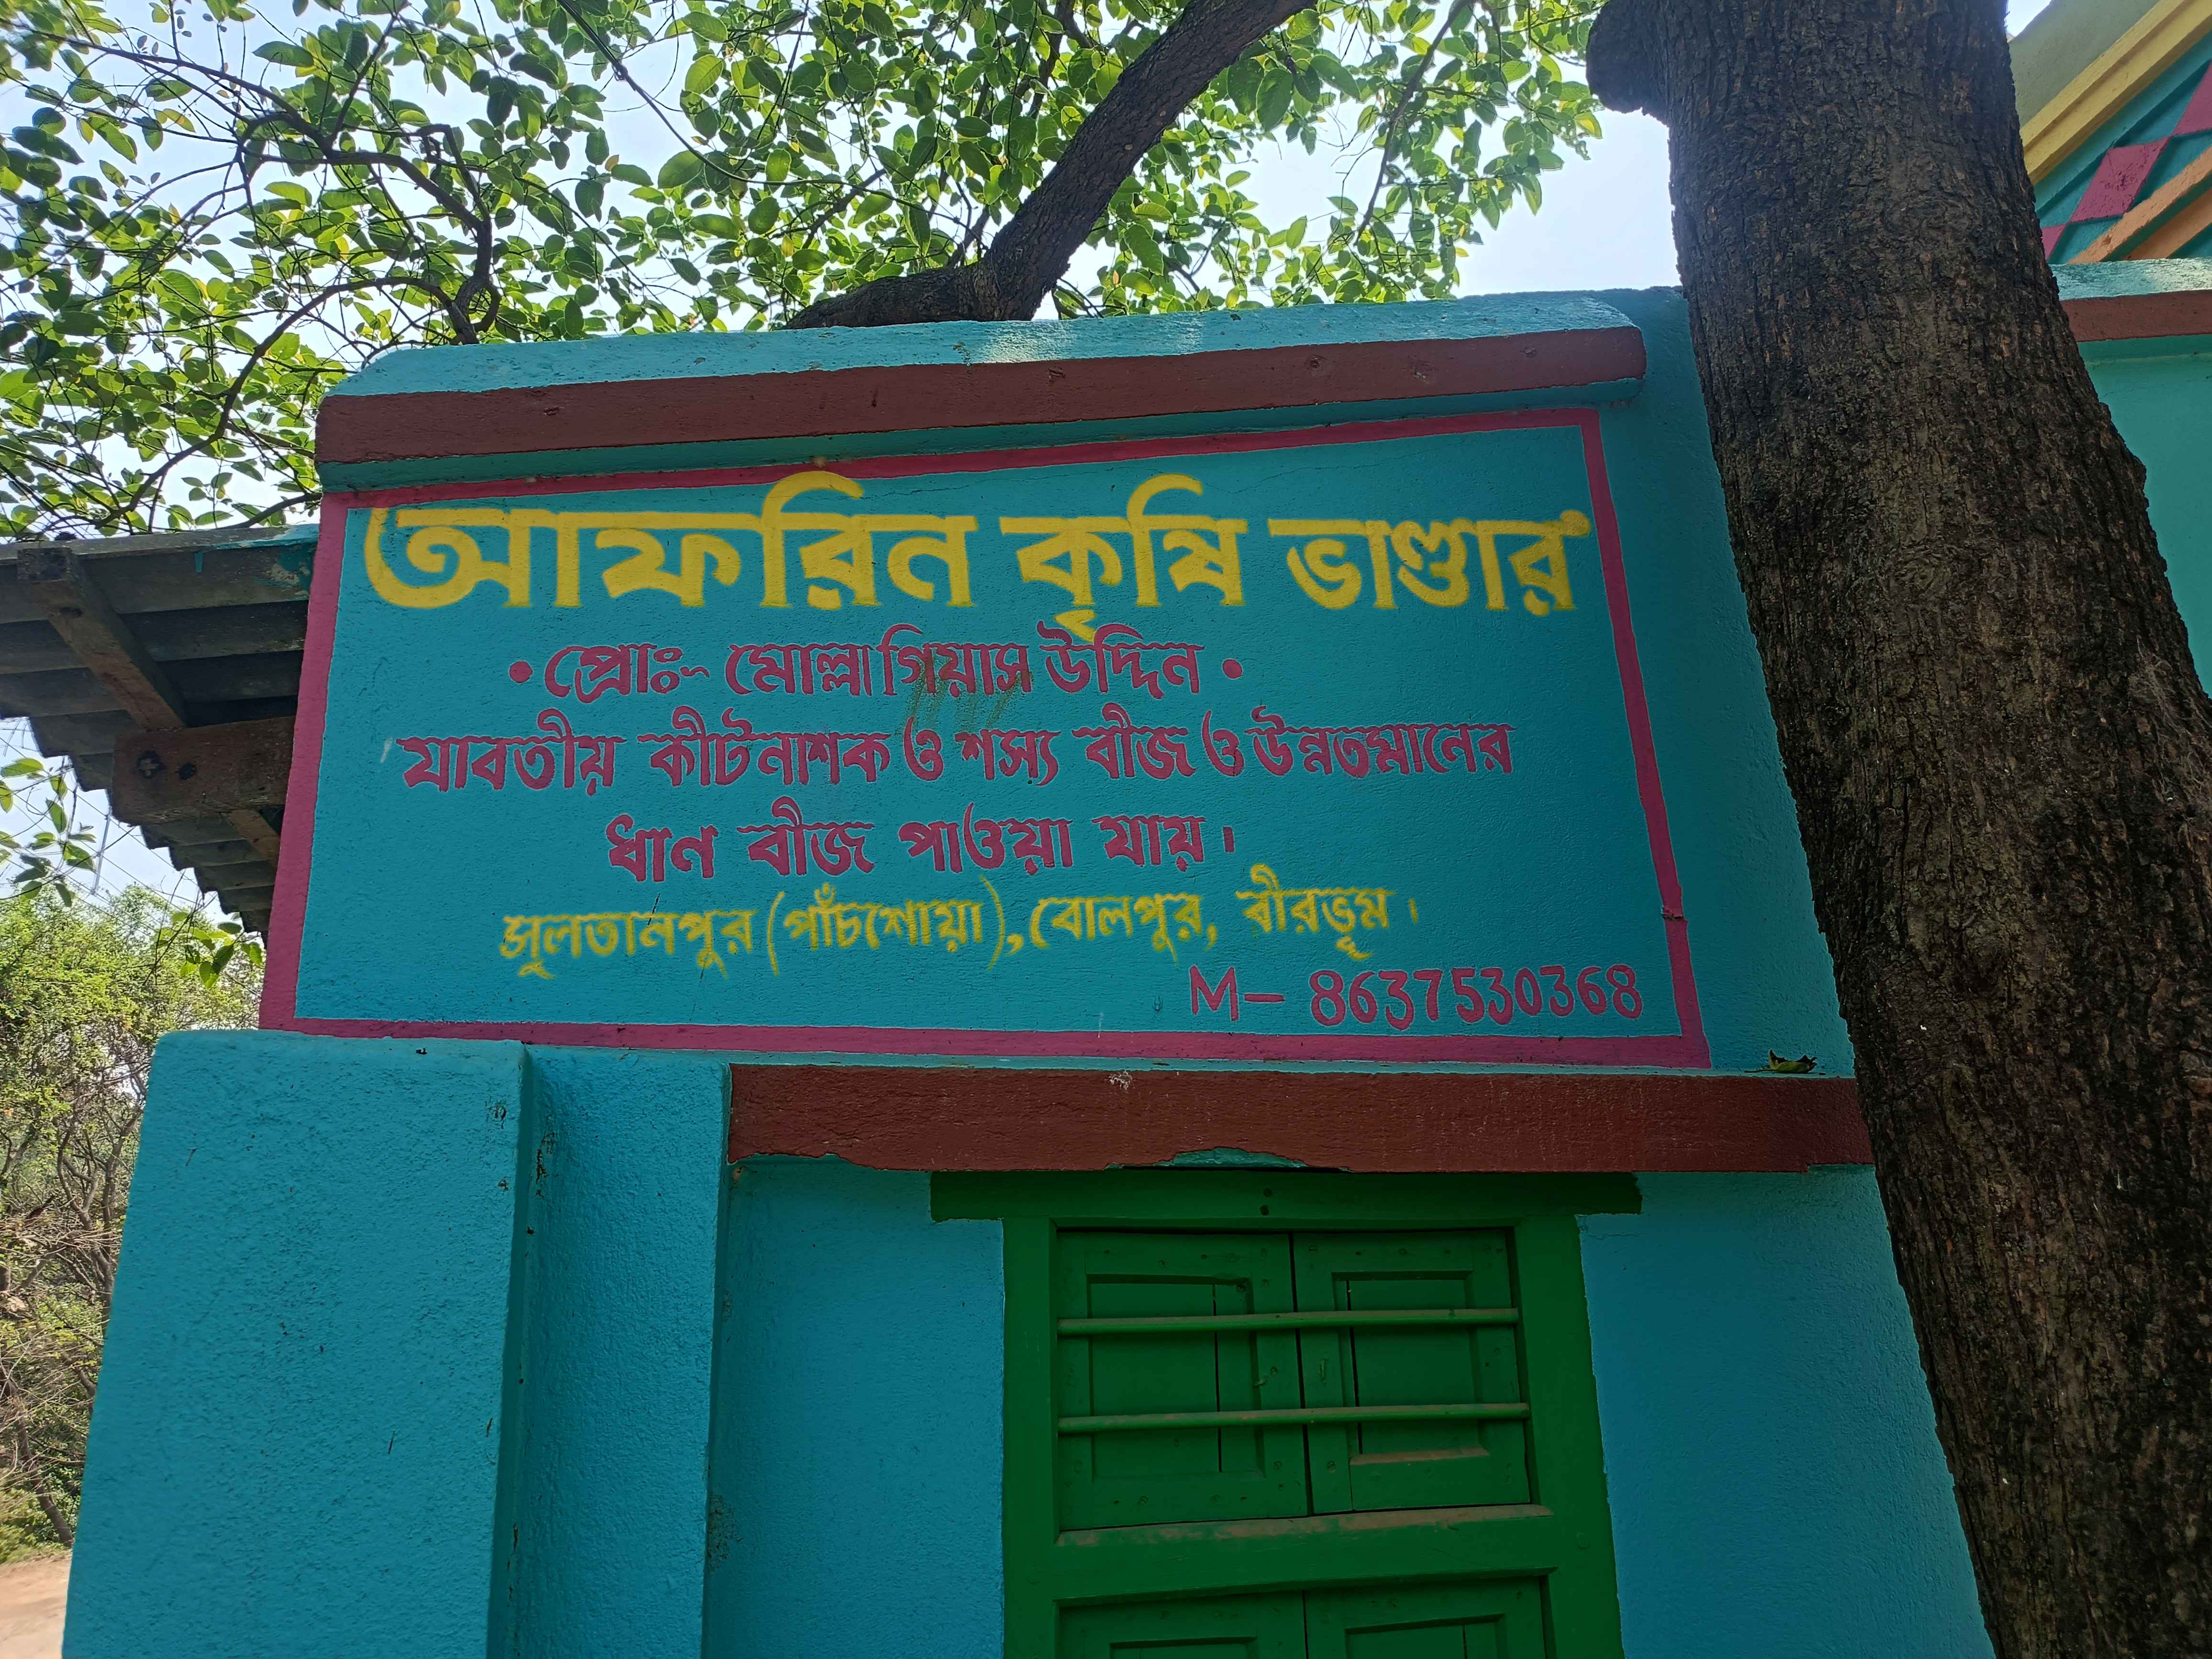 আফরিন কৃষি ভাণ্ডার
• প্রোঃ- মোল্লা গিয়াস উদ্দিন •
যাবতীয় কীটনাশক ও শস্য বীজ ও উন্নতমানের
ধাণ বীজ পাওয়া যায়।
সুলতানপুর (পাঁচশোয়া), বোলপুর, বীরভূম।
M- 8637530368